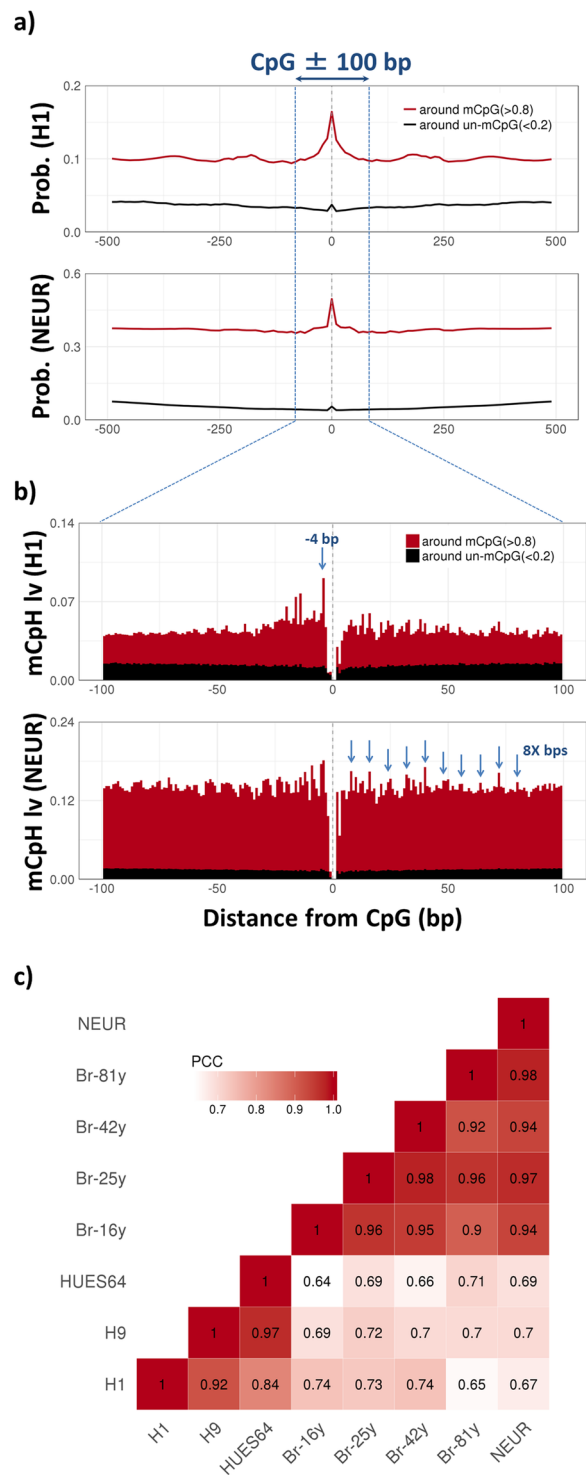 a)
CpG ± 100 bp
Prob. (H1)
0.2
0.1
0.0
around mCpG(>0.8)
around un-mCpG(<0.2)
-500 -250 0 250 500
Prob. (NEUR)
0.6
0.3
0.0
-500 -250 0 250 500
b)
mCpH lv (H1)
0.14
0.07
0.00
-4 bp
around mCpG(>0.8)
around un-mCpG(<0.2)
-100 -50 0 50 100
mCpH lv (NEUR)
0.24
0.12
0.00
8X bps
-100 -50 0 50 100
Distance from CpG (bp)
c)
PCC
0.7 0.8 0.9 1.0
NEUR 1
Br-81y 1 0.98
Br-42y 1 0.92 0.94
Br-25y 1 0.98 0.96 0.97
Br-16y 1 0.96 0.95 0.9 0.94
HUES64 1 0.64 0.69 0.66 0.71 0.69
H9 1 0.97 0.69 0.72 0.7 0.7 0.7
H1 1 0.92 0.84 0.74 0.73 0.74 0.65 0.67
H1 H9 HUES64 Br-16y Br-25y Br-42y Br-81y NEUR